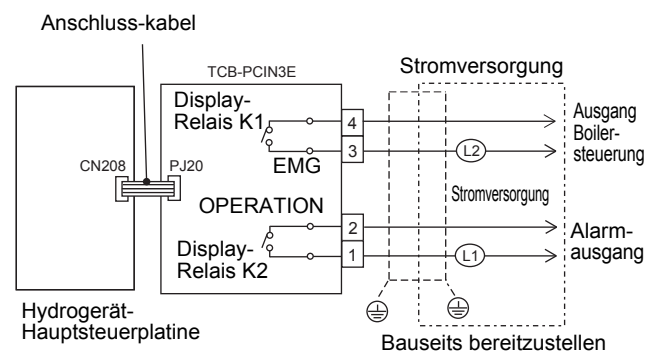 Anschluss-kabel
TCB-PCIN3E
Stromversorgung
Display-
Relais K1
4
3
EMG
L2
Ausgang
Boiler-
steuerung
CN208
PJ20
OPERATION
Stromversorgung
Display-
Relais K2
2
1
L1
Alarm-
ausgang
Hydrogerät-
Hauptsteuerplatine
Bauseits bereitzustellen